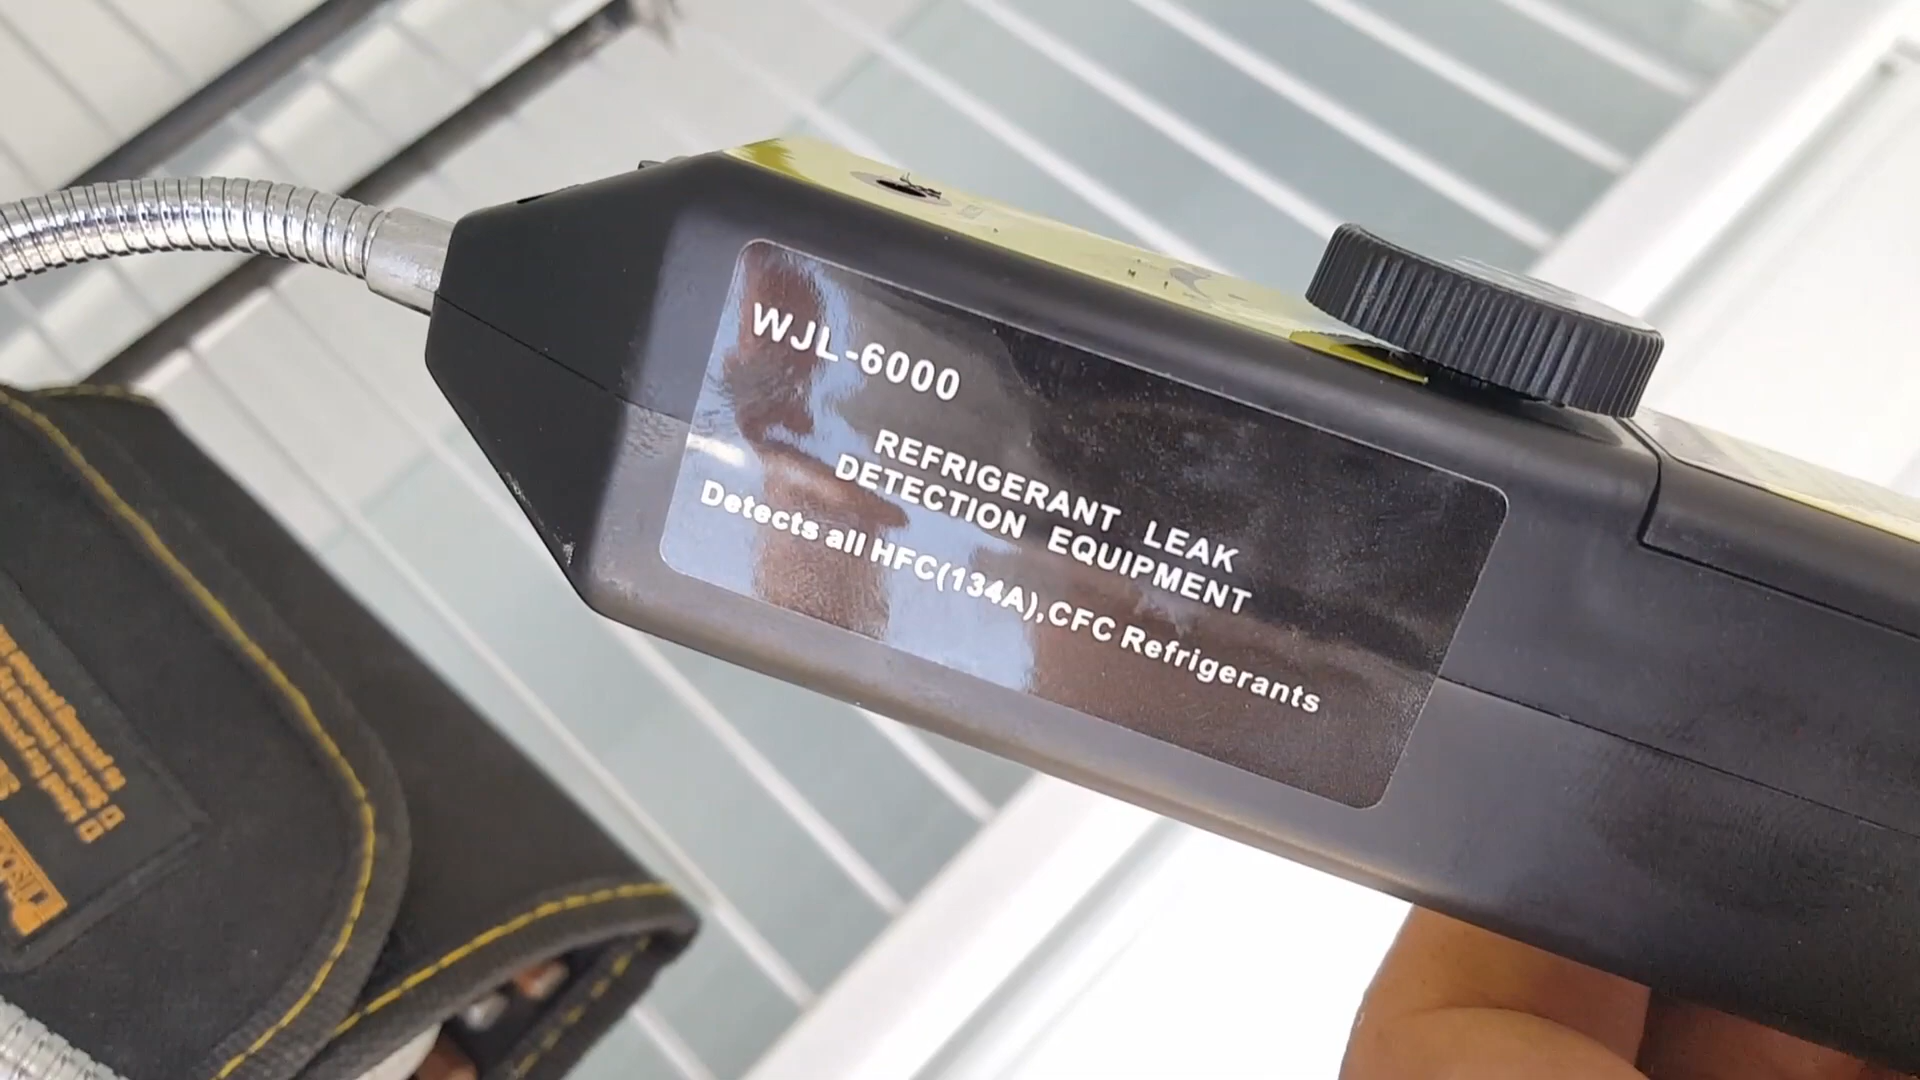 WJL-6000
REFRIGERANT LEAK
DETECTION EQUIPMENT
Detects all HFC(134A),CFC Refrigerants